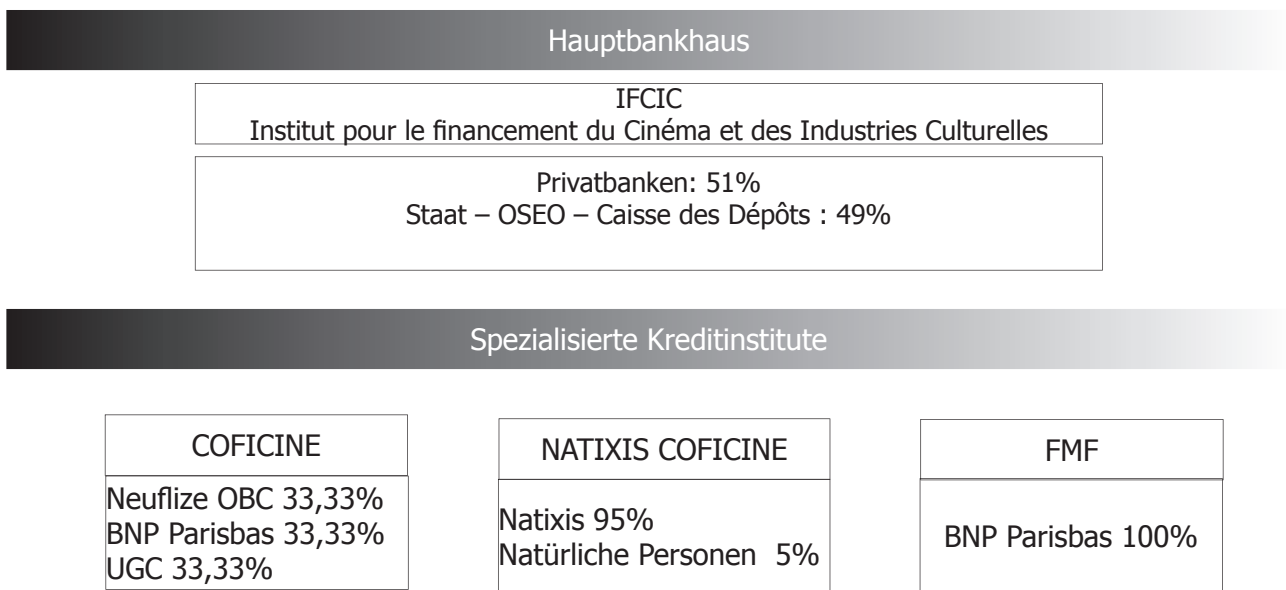 Hauptbankhaus
IFCIC
Institut pour le financement du Cinéma et des Industries Culturelles
Privatbanken: 51%
Staat – OSEO – Caisse des Dépôts : 49%
Spezialisierte Kreditinstitute
COFICINE
Neuflize OBC 33,33%
BNP Parisbas 33,33%
UGC 33,33%
NATIXIS COFICINE
Natixis 95%
Natürliche Personen 5%
FMF
BNP Parisbas 100%